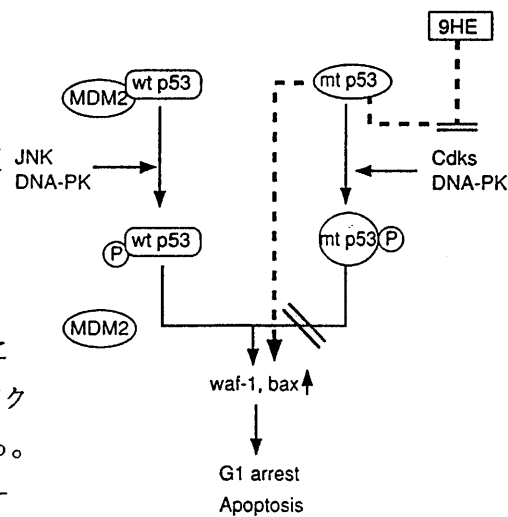 9HE
wt p53
mt p53
MDM2
JNK
DNA-PK
Cdks
DNA-PK
wt p53
P
mt p53
P
MDM2
waf-1, bax
ク
G1 arrest
Apoptosis